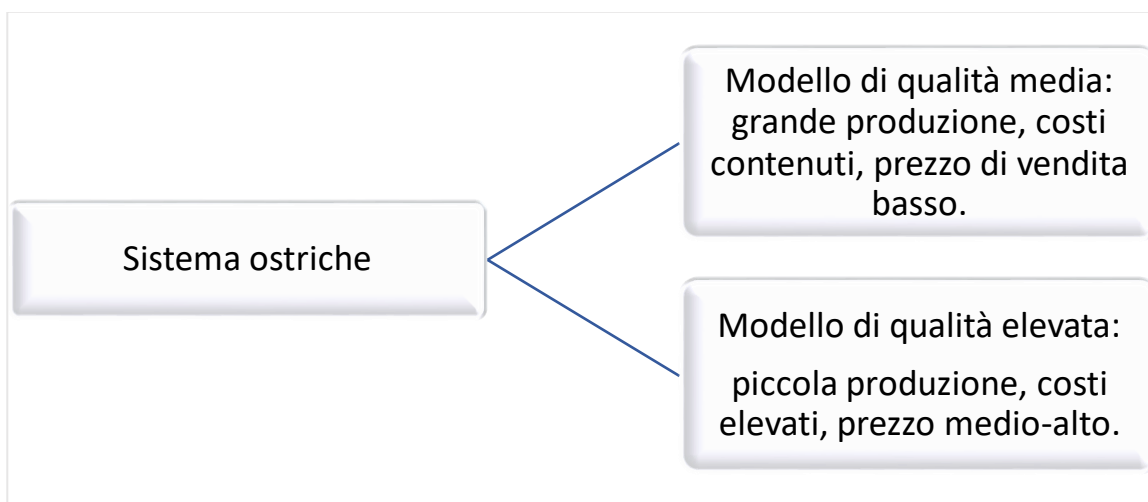 Sistema ostriche
Modello di qualità media:
grande produzione, costi
contenuti, prezzo di vendita
basso.
Modello di qualità elevata:
piccola produzione, costi
elevati, prezzo medio-alto.